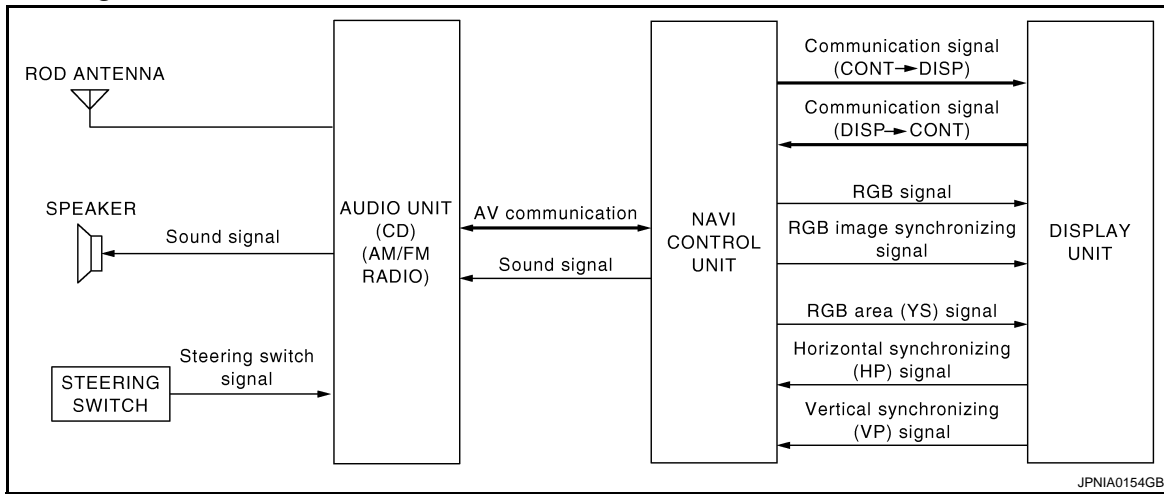 ROD ANTENNA
SPEAKER
Sound signal
Steering switch
signal
STEERING
SWITCH
AUDIO UNIT
(CD)
(AM/FM
RADIO)
AV communication
Sound signal
NAVI
CONTROL
UNIT
Communication signal
(CONT→DISP)
Communication signal
(DISP→CONT)
RGB signal
RGB image synchronizing
signal
RGB area (YS) signal
Horizontal synchronizing
(HP) signal
Vertical synchronizing
(VP) signal
DISPLAY
UNIT
JPNIA0154GB